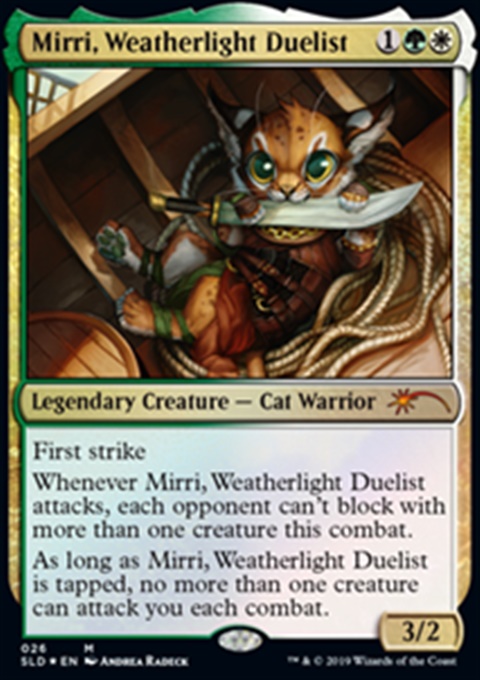 Mirri, Weatherlight Duelist 1
Legendary Creature — Cat Warrior
First strike
Whenever Mirri, Weatherlight Duelist
attacks, each opponent can't block with
more than one creature this combat.
As long as Mirri, Weatherlight Duelist
is tapped, no more than one creature
can attack you each combat.
3/2
026 M
SLD ★ EN Andrea Radeck
™ & © 2019 Wizards of the Coast